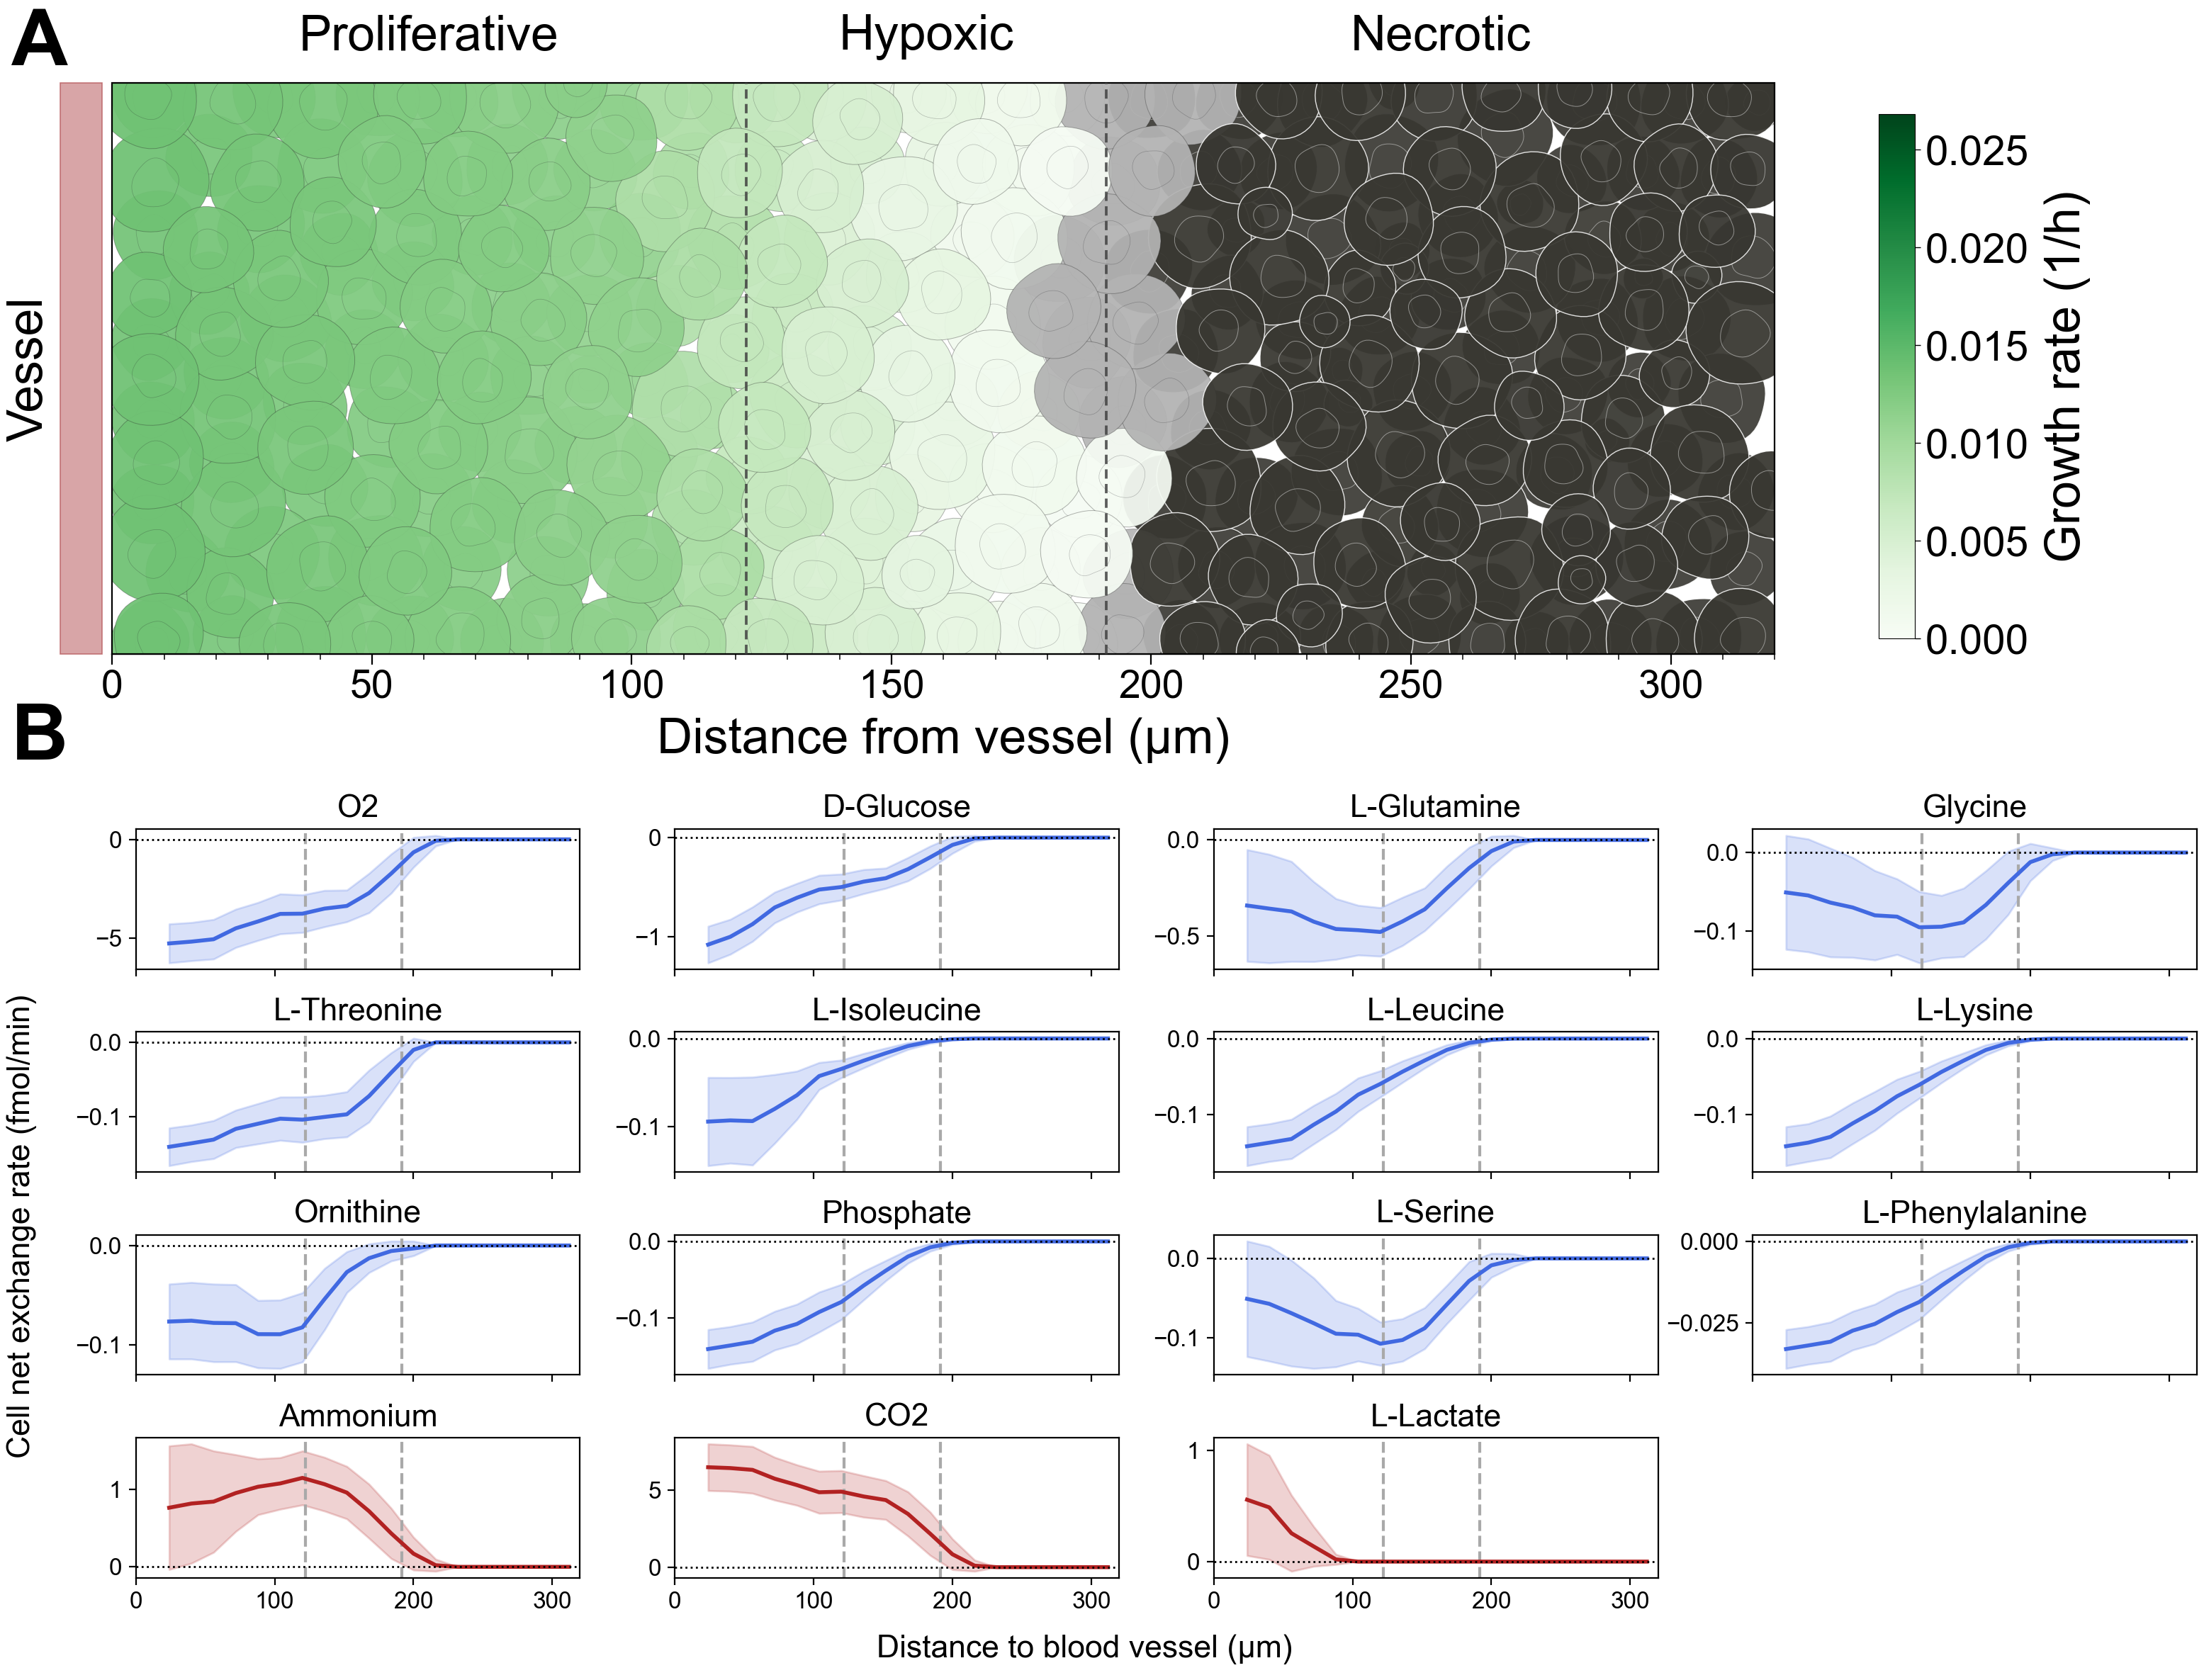 A
Proliferative
Hypoxic
Necrotic
Vessel
0.025
0.020
0.015
0.010
0.005
0.000
Growth rate (1/h)
0 50 100 150 200 250 300
Distance from vessel (µm)
B
Cell net exchange rate (fmol/min)
O2
0
−5
D-Glucose
0
−1
L-Glutamine
0.0
−0.5
Glycine
0.0
−0.1
L-Threonine
0.0
−0.1
L-Isoleucine
0.0
−0.1
L-Leucine
0.0
−0.1
L-Lysine
0.0
−0.1
Ornithine
0.0
−0.1
Phosphate
0.0
−0.1
L-Serine
0.0
−0.1
L-Phenylalanine
0.000
−0.025
Ammonium
1
0
0 100 200 300
CO2
5
0
0 100 200 300
L-Lactate
1
0
0 100 200 300
Distance to blood vessel (µm)